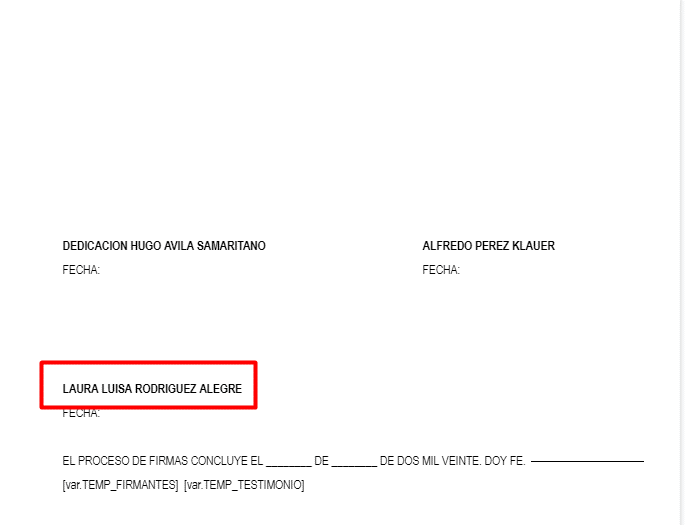 DEDICACION HUGO AVILA SAMARITANO ALFREDO PEREZ KLAUER
FECHA: FECHA:
LAURA LUISA RODRIGUEZ ALEGRE
FECHA:
EL PROCESO DE FIRMAS CONCLUYE EL ________ DE ________ DE DOS MIL VEINTE. DOY FE. ————————
[var.TEMP_FIRMANTES] [var.TEMP_TESTIMONIO]